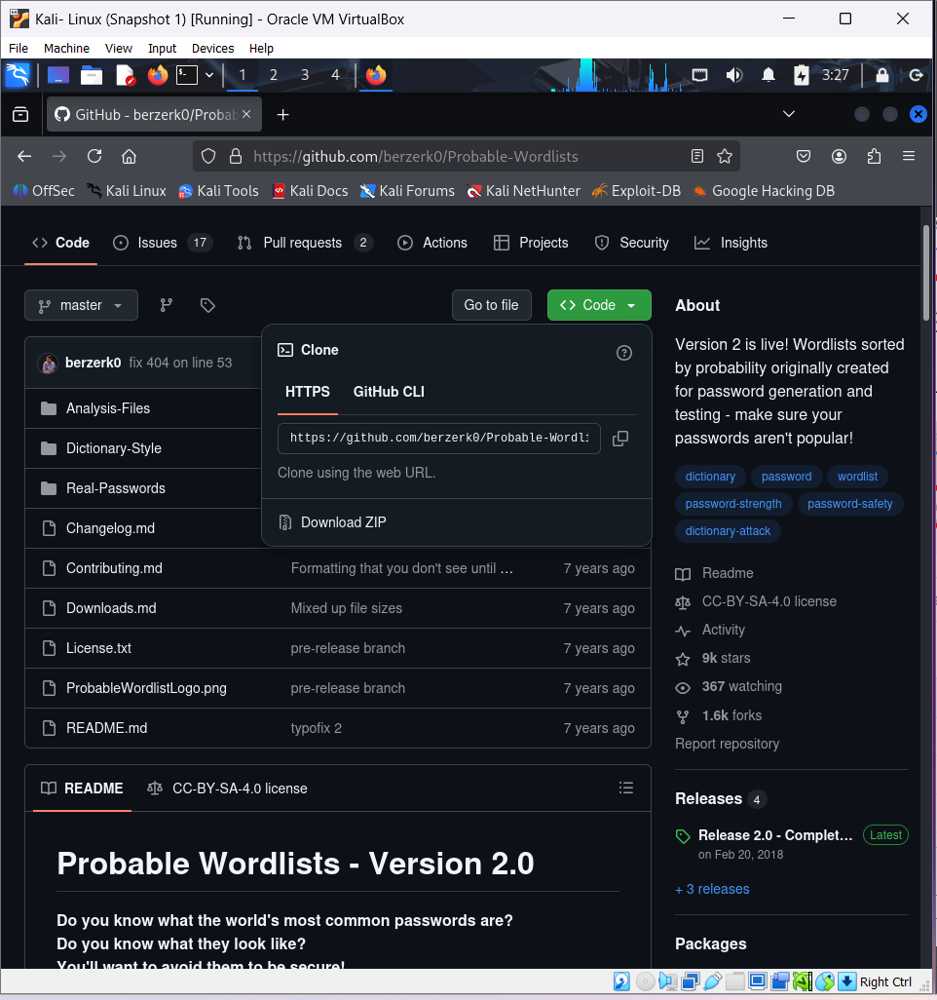 Kali- Linux (Snapshot 1) [Running] - Oracle VM VirtualBox
File Machine View Input Devices Help
1 2 3 4 3:27
GitHub - berzerk0/Probab
https://github.com/berzerk0/Probable-Wordlists
OffSec Kali Linux Kali Tools Kali Docs Kali Forums Kali NetHunter Exploit-DB Google Hacking DB
Code Issues 17 Pull requests 2 Actions Projects Security Insights
master Go to file Code
Clone
HTTPS GitHub CLI
https://github.com/berzerk0/Probable-Wordli
Clone using the web URL.
Download ZIP
berzerk0 fix 404 on line 53
Analysis-Files
Dictionary-Style
Real-Passwords
Changelog.md
Contributing.md Formatting that you don't see until … 7 years ago
Downloads.md Mixed up file sizes 7 years ago
License.txt pre-release branch 7 years ago
ProbableWordlistLogo.png pre-release branch 7 years ago
README.md typofix 2 7 years ago
README CC-BY-SA-4.0 license
Probable Wordlists - Version 2.0
Do you know what the world's most common passwords are?
Do you know what they look like?
You'll want to avoid them to be secure!
About
Version 2 is live! Wordlists sorted
by probability originally created
for password generation and
testing - make sure your
passwords aren't popular!
dictionary password wordlist
password-strength password-safety
dictionary-attack
Readme
CC-BY-SA-4.0 license
Activity
9k stars
367 watching
1.6k forks
Report repository
Releases 4
Release 2.0 - Complet... Latest
on Feb 20, 2018
+ 3 releases
Packages
Right Ctrl